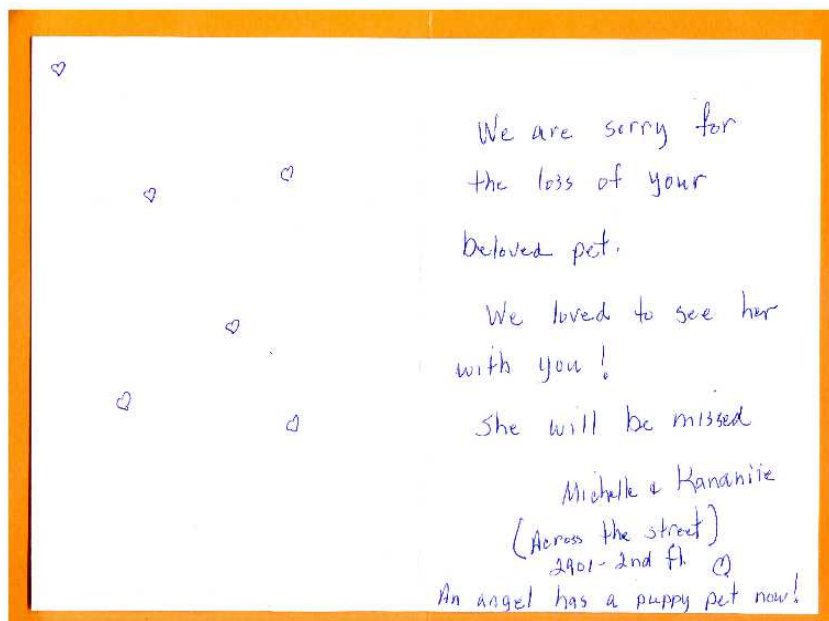 We are sorry for
the loss of your
beloved pet.
We loved to see her
with you!
She will be missed
Michelle & Kananiie
(Across the street)
2901 - 2nd fl.
An angel has a puppy pet now!